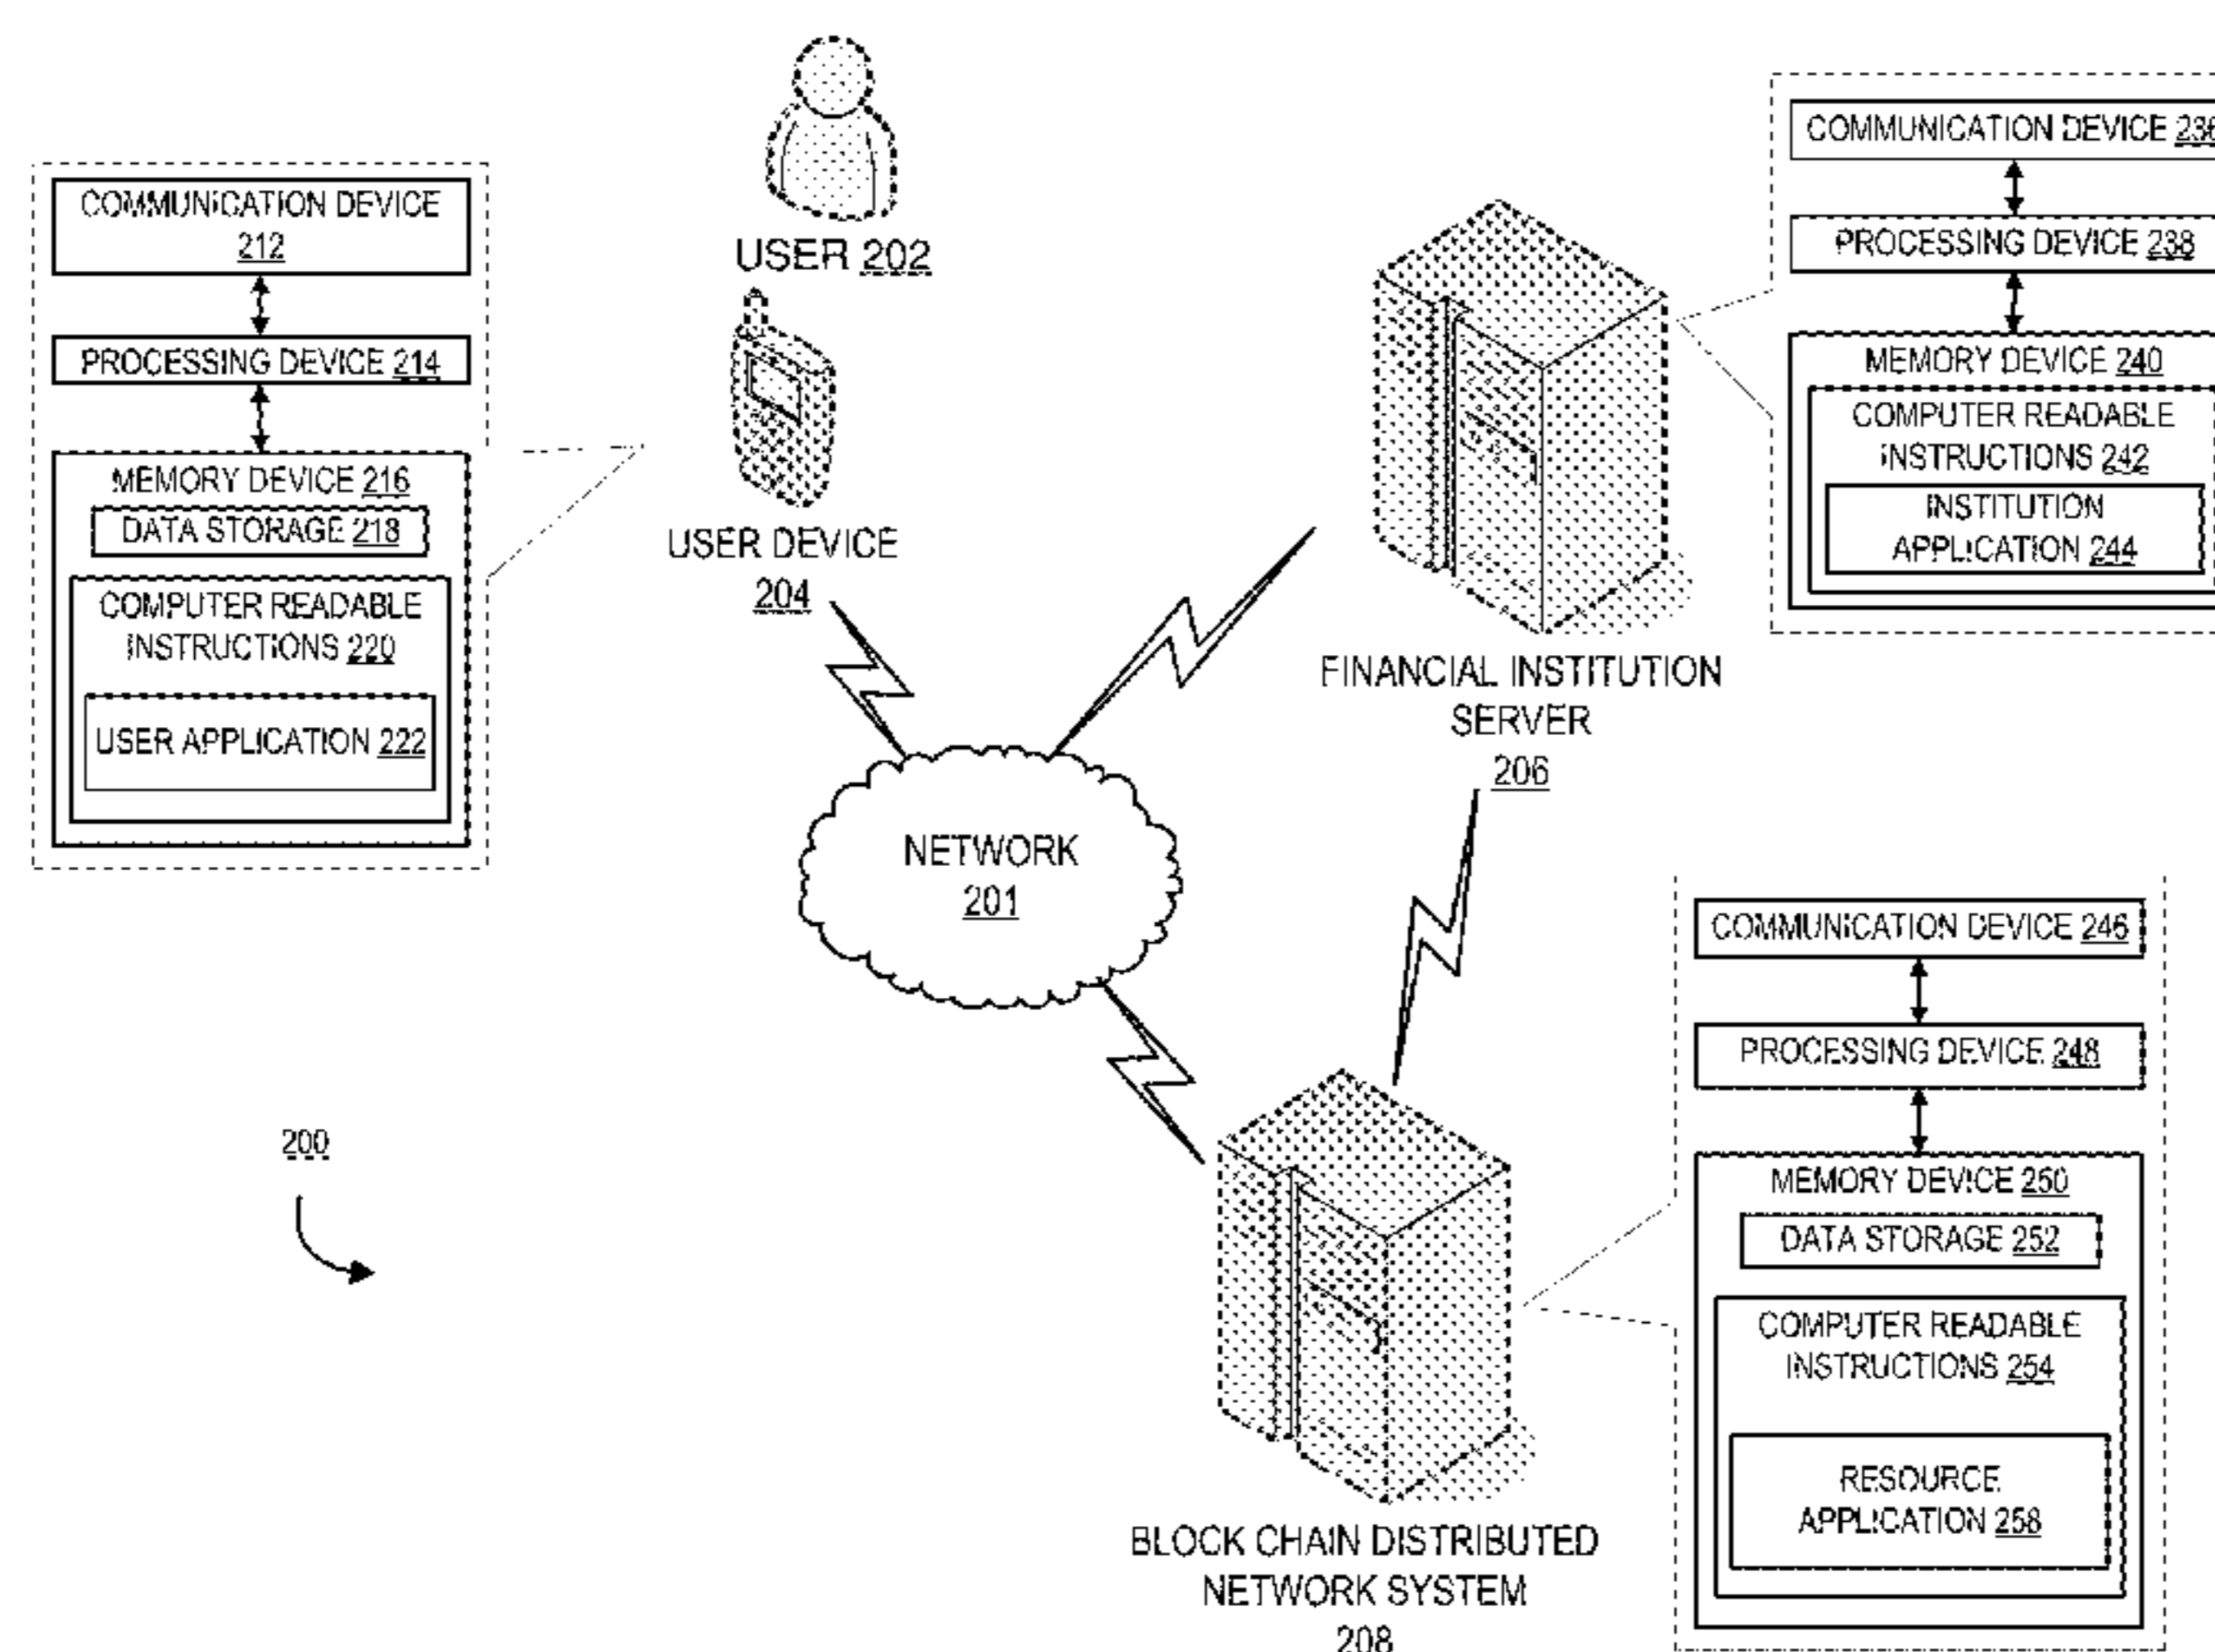 COMMUNICATION DEVICE
212
PROCESSING DEVICE 214
MEMORY DEVICE 216
DATA STORAGE 218
COMPUTER READABLE
INSTRUCTIONS 220
USER APPLICATION 222
USER 202
USER DEVICE
204
COMMUNICATION DEVICE 236
PROCESSING DEVICE 238
MEMORY DEVICE 240
COMPUTER READABLE
INSTRUCTIONS 242
INSTITUTION
APPLICATION 244
FINANCIAL INSTITUTION
SERVER
206
NETWORK
201
COMMUNICATION DEVICE 246
PROCESSING DEVICE 248
MEMORY DEVICE 250
DATA STORAGE 252
COMPUTER READABLE
INSTRUCTIONS 254
RESOURCE
APPLICATION 258
200
BLOCK CHAIN DISTRIBUTED
NETWORK SYSTEM
208